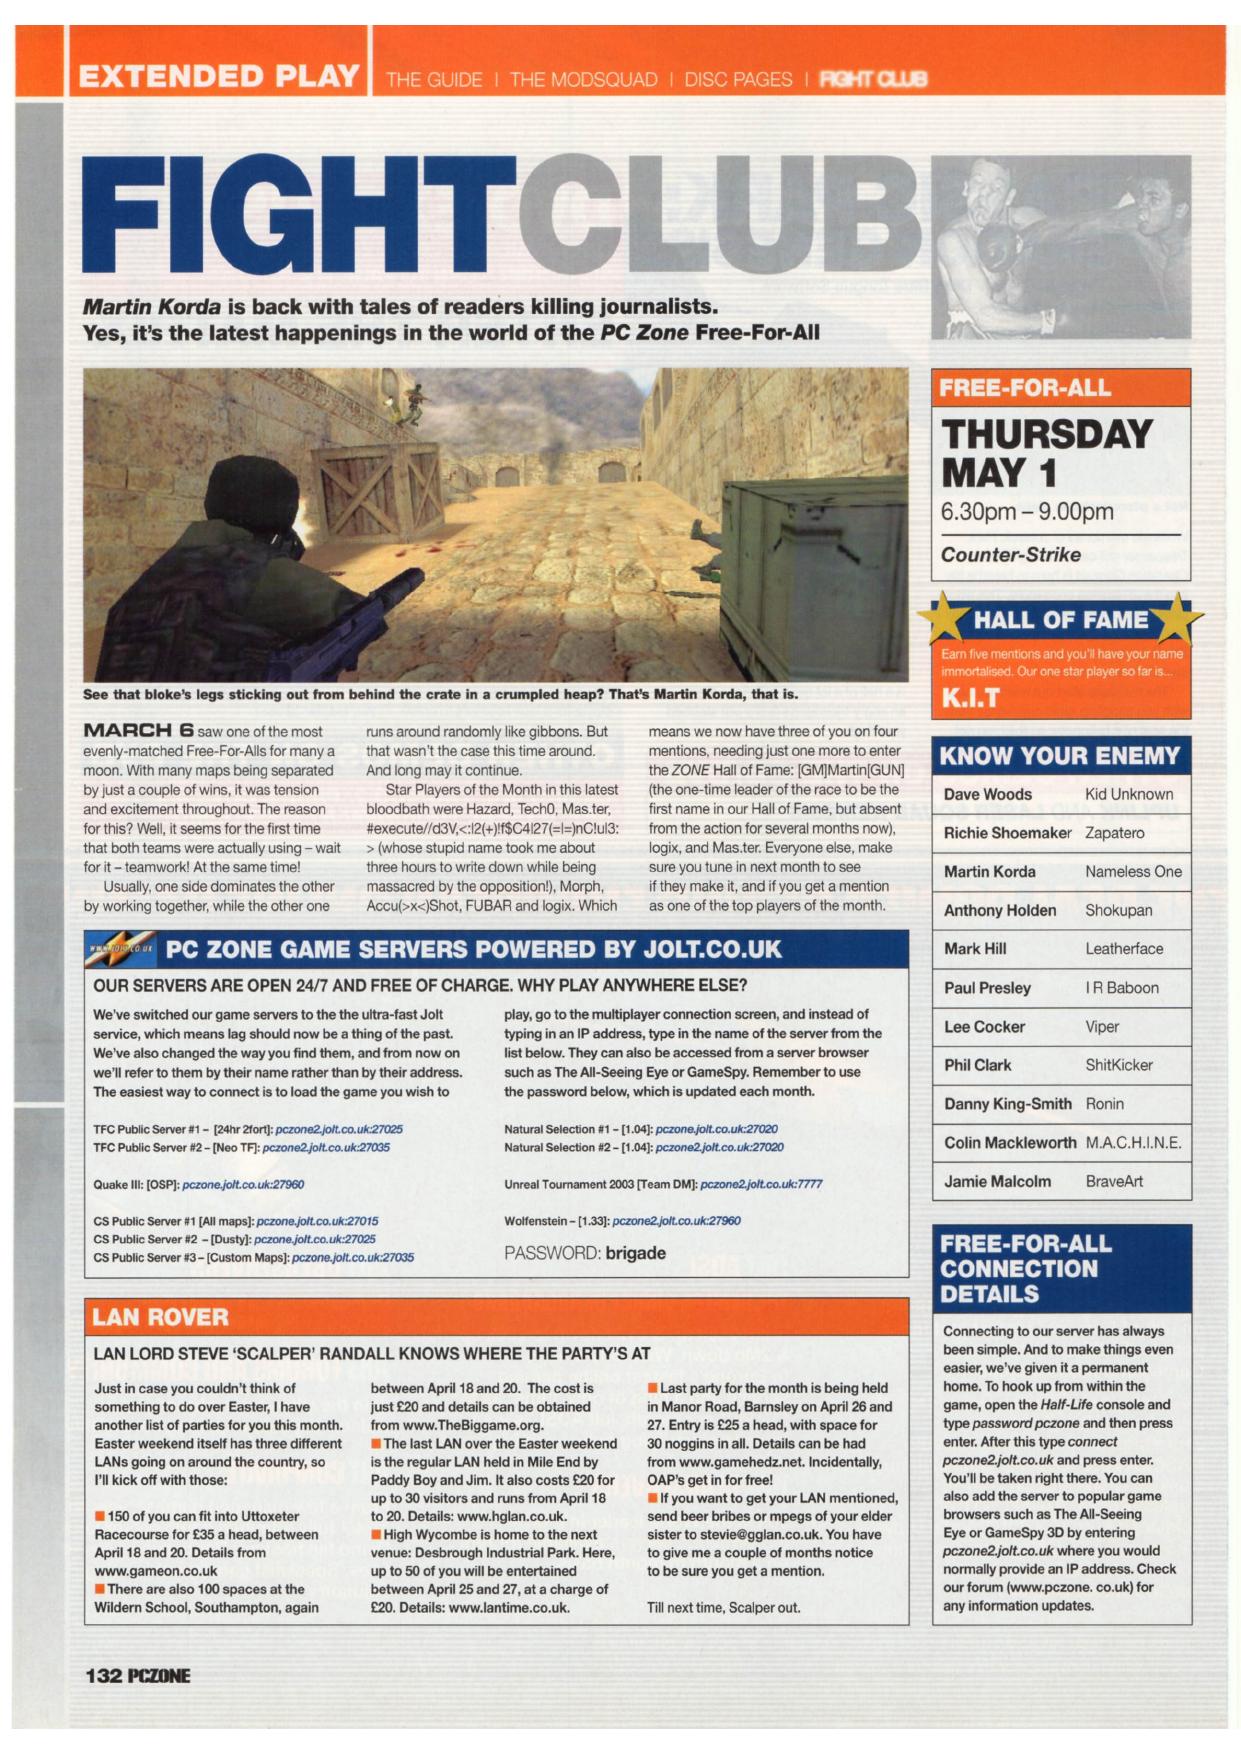 EXTENDED PLAY
THE GUIDE | THE MODSQUAD | DISC PAGES | FIGHT CLUB
FIGHTCLUB
Martin Korda is back with tales of readers killing journalists.
Yes, it's the latest happenings in the world of the PC Zone Free-For-All
See that bloke's legs sticking out from behind the crate in a crumpled heap? That's Martin Korda, that is.
MARCH 6 saw one of the most
evenly-matched Free-For-Alls for many a
moon. With many maps being separated
by just a couple of wins, it was tension
and excitement throughout. The reason
for this? Well, it seems for the first time
that both teams were actually using – wait
for it – teamwork! At the same time!
Usually, one side dominates the other
by working together, while the other one
runs around randomly like gibbons. But
that wasn't the case this time around.
And long may it continue.
Star Players of the Month in this latest
bloodbath were Hazard, Tech0, Mas.ter,
#execute//d3V,<:!2(+)!f$C4!27(=!=)nC!ul3:
> (whose stupid name took me about
three hours to write down while being
massacred by the opposition!), Morph,
Accu(>x<)Shot, FUBAR and logix. Which
means we now have three of you on four
mentions, needing just one more to enter
the ZONE Hall of Fame: [GM]Martin[GUN]
(the one-time leader of the race to be the
first name in our Hall of Fame, but absent
from the action for several months now),
logix, and Mas.ter. Everyone else, make
sure you tune in next month to see
if they make it, and if you get a mention
as one of the top players of the month.
WWW.JOLT.CO.UK
PC ZONE GAME SERVERS POWERED BY JOLT.CO.UK
OUR SERVERS ARE OPEN 24/7 AND FREE OF CHARGE. WHY PLAY ANYWHERE ELSE?
We've switched our game servers to the the ultra-fast Jolt
service, which means lag should now be a thing of the past.
We've also changed the way you find them, and from now on
we'll refer to them by their name rather than by their address.
The easiest way to connect is to load the game you wish to
play, go to the multiplayer connection screen, and instead of
typing in an IP address, type in the name of the server from the
list below. They can also be accessed from a server browser
such as The All-Seeing Eye or GameSpy. Remember to use
the password below, which is updated each month.
TFC Public Server #1 – [24hr 2fort]: pczone2.jolt.co.uk:27025
TFC Public Server #2 – [Neo TF]: pczone2.jolt.co.uk:27035
Quake III: [OSP]: pczone.jolt.co.uk:27960
CS Public Server #1 [All maps]: pczone.jolt.co.uk:27015
CS Public Server #2 – [Dusty]: pczone.jolt.co.uk:27025
CS Public Server #3 – [Custom Maps]: pczone.jolt.co.uk:27035
Natural Selection #1 – [1.04]: pczone.jolt.co.uk:27020
Natural Selection #2 – [1.04]: pczone2.jolt.co.uk:27020
Unreal Tournament 2003 [Team DM]: pczone2.jolt.co.uk:7777
Wolfenstein – [1.33]: pczone2.jolt.co.uk:27960
PASSWORD: brigade
LAN ROVER
LAN LORD STEVE 'SCALPER' RANDALL KNOWS WHERE THE PARTY'S AT
Just in case you couldn't think of
something to do over Easter, I have
another list of parties for you this month.
Easter weekend itself has three different
LANs going on around the country, so
I'll kick off with those:
■ 150 of you can fit into Uttoxeter
Racecourse for £35 a head, between
April 18 and 20. Details from
www.gameon.co.uk
■ There are also 100 spaces at the
Wildern School, Southampton, again
between April 18 and 20. The cost is
just £20 and details can be obtained
from www.TheBiggame.org.
■ The last LAN over the Easter weekend
is the regular LAN held in Mile End by
Paddy Boy and Jim. It also costs £20 for
up to 30 visitors and runs from April 18
to 20. Details: www.hglan.co.uk.
■ High Wycombe is home to the next
venue: Desbrough Industrial Park. Here,
up to 50 of you will be entertained
between April 25 and 27, at a charge of
£20. Details: www.lantime.co.uk.
■ Last party for the month is being held
in Manor Road, Barnsley on April 26 and
27. Entry is £25 a head, with space for
30 noggins in all. Details can be had
from www.gamehedz.net. Incidentally,
OAP's get in for free!
■ If you want to get your LAN mentioned,
send beer bribes or mpegs of your elder
sister to stevie@gglan.co.uk. You have
to give me a couple of months notice
to be sure you get a mention.
Till next time, Scalper out.
FREE-FOR-ALL
THURSDAY
MAY 1
6.30pm – 9.00pm
Counter-Strike
HALL OF FAME
Earn five mentions and you'll have your name
immortalised. Our one star player so far is...
K.I.T
KNOW YOUR ENEMY
Dave Woods Kid Unknown
Richie Shoemaker Zapatero
Martin Korda Nameless One
Anthony Holden Shokupan
Mark Hill Leatherface
Paul Presley I R Baboon
Lee Cocker Viper
Phil Clark ShitKicker
Danny King-Smith Ronin
Colin Mackleworth M.A.C.H.I.N.E.
Jamie Malcolm BraveArt
FREE-FOR-ALL
CONNECTION
DETAILS
Connecting to our server has always
been simple. And to make things even
easier, we've given it a permanent
home. To hook up from within the
game, open the Half-Life console and
type password pczone and then press
enter. After this type connect
pczone2.jolt.co.uk and press enter.
You'll be taken right there. You can
also add the server to popular game
browsers such as The All-Seeing
Eye or GameSpy 3D by entering
pczone2.jolt.co.uk where you would
normally provide an IP address. Check
our forum (www.pczone. co.uk) for
any information updates.
132 PCZONE